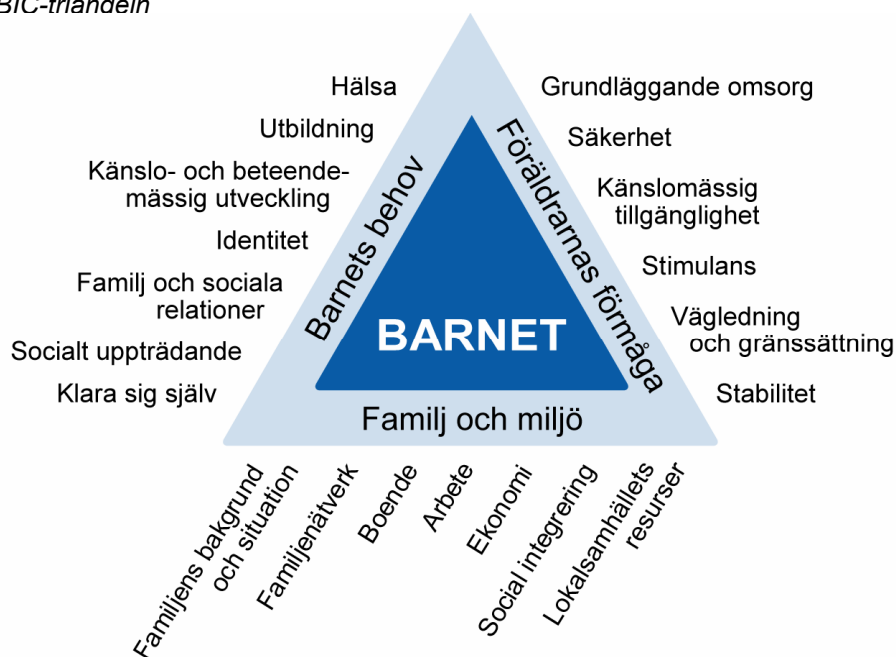 BIC-triangeln
Hälsa
Utbildning
Känslo- och beteende-
mässig utveckling
Identitet
Familj och sociala
relationer
Socialt uppträdande
Klara sig själv
Barnets behov
Grundläggande omsorg
Säkerhet
Känslomässig
tillgänglighet
Stimulans
Vägledning
och gränssättning
Stabilitet
Föräldrarnas förmåga
BARNET
Familj och miljö
Familjens bakgrund
och situation
Familjenätverk
Boende
Arbete
Ekonomi
Social integrering
Lokalsamhällets
resurser